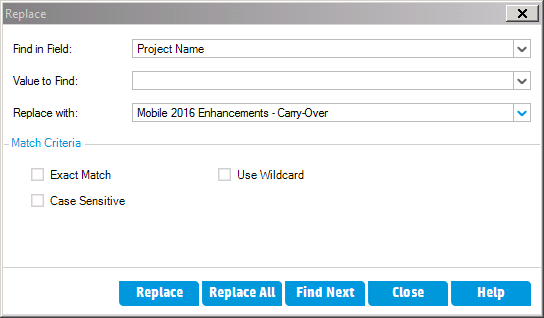 Replace
Find in Field: Project Name
Value to Find:
Replace with: Mobile 2016 Enhancements - Carry-Over
Match Criteria
Exact Match Use Wildcard
Case Sensitive
Replace Replace All Find Next Close Help